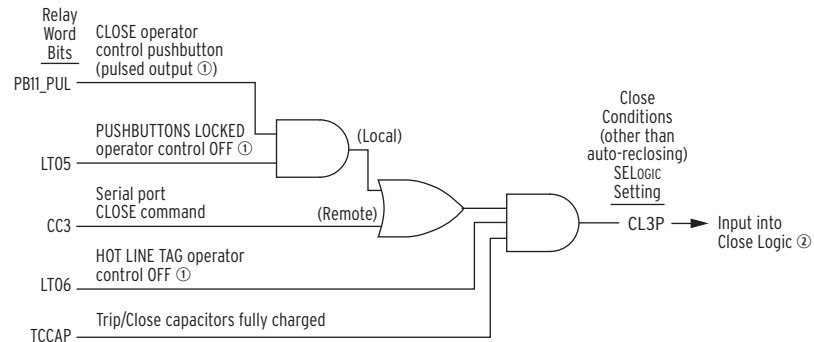 Relay
Word
Bits
CLOSE operator
control pushbutton
(pulsed output ①)
PB11_PUL
PUSHBUTTONS LOCKED
operator control OFF ①
LT05
(Local)
Serial port
CLOSE command
CC3
(Remote)
HOT LINE TAG operator
control OFF ①
LT06
Trip/Close capacitors fully charged
TCCAP
Close
Conditions
(other than
auto-reclosing)
SELOGIC
Setting
CL3P
Input into
Close Logic ②